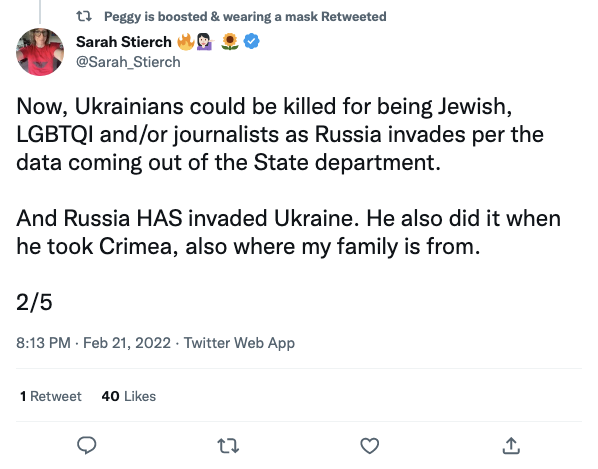 Peggy is boosted & wearing a mask Retweeted
Sarah Stierch 🔥💁🏻‍♀️ 🌻
@Sarah_Stierch
Now, Ukrainians could be killed for being Jewish,
LGBTQI and/or journalists as Russia invades per the
data coming out of the State department.
And Russia HAS invaded Ukraine. He also did it when
he took Crimea, also where my family is from.
2/5
8:13 PM · Feb 21, 2022 · Twitter Web App
1 Retweet 40 Likes